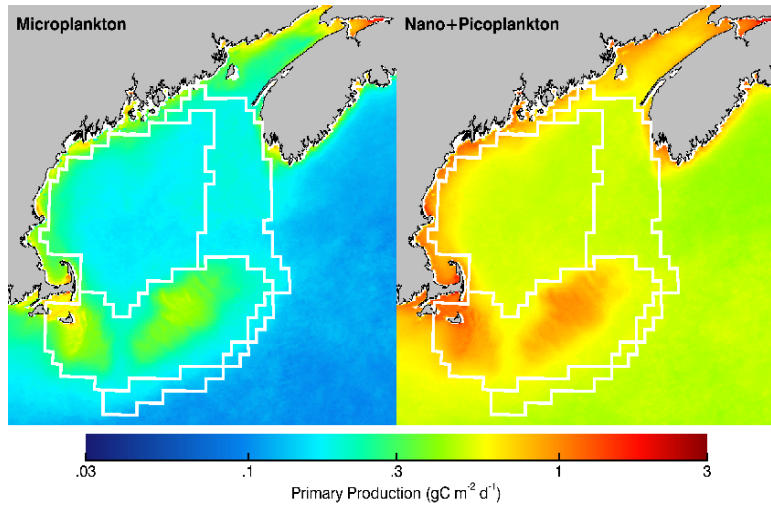 Microplankton Nano+Picoplankton
.03 .1 .3 1 3
Primary Production (gC m⁻² d⁻¹)